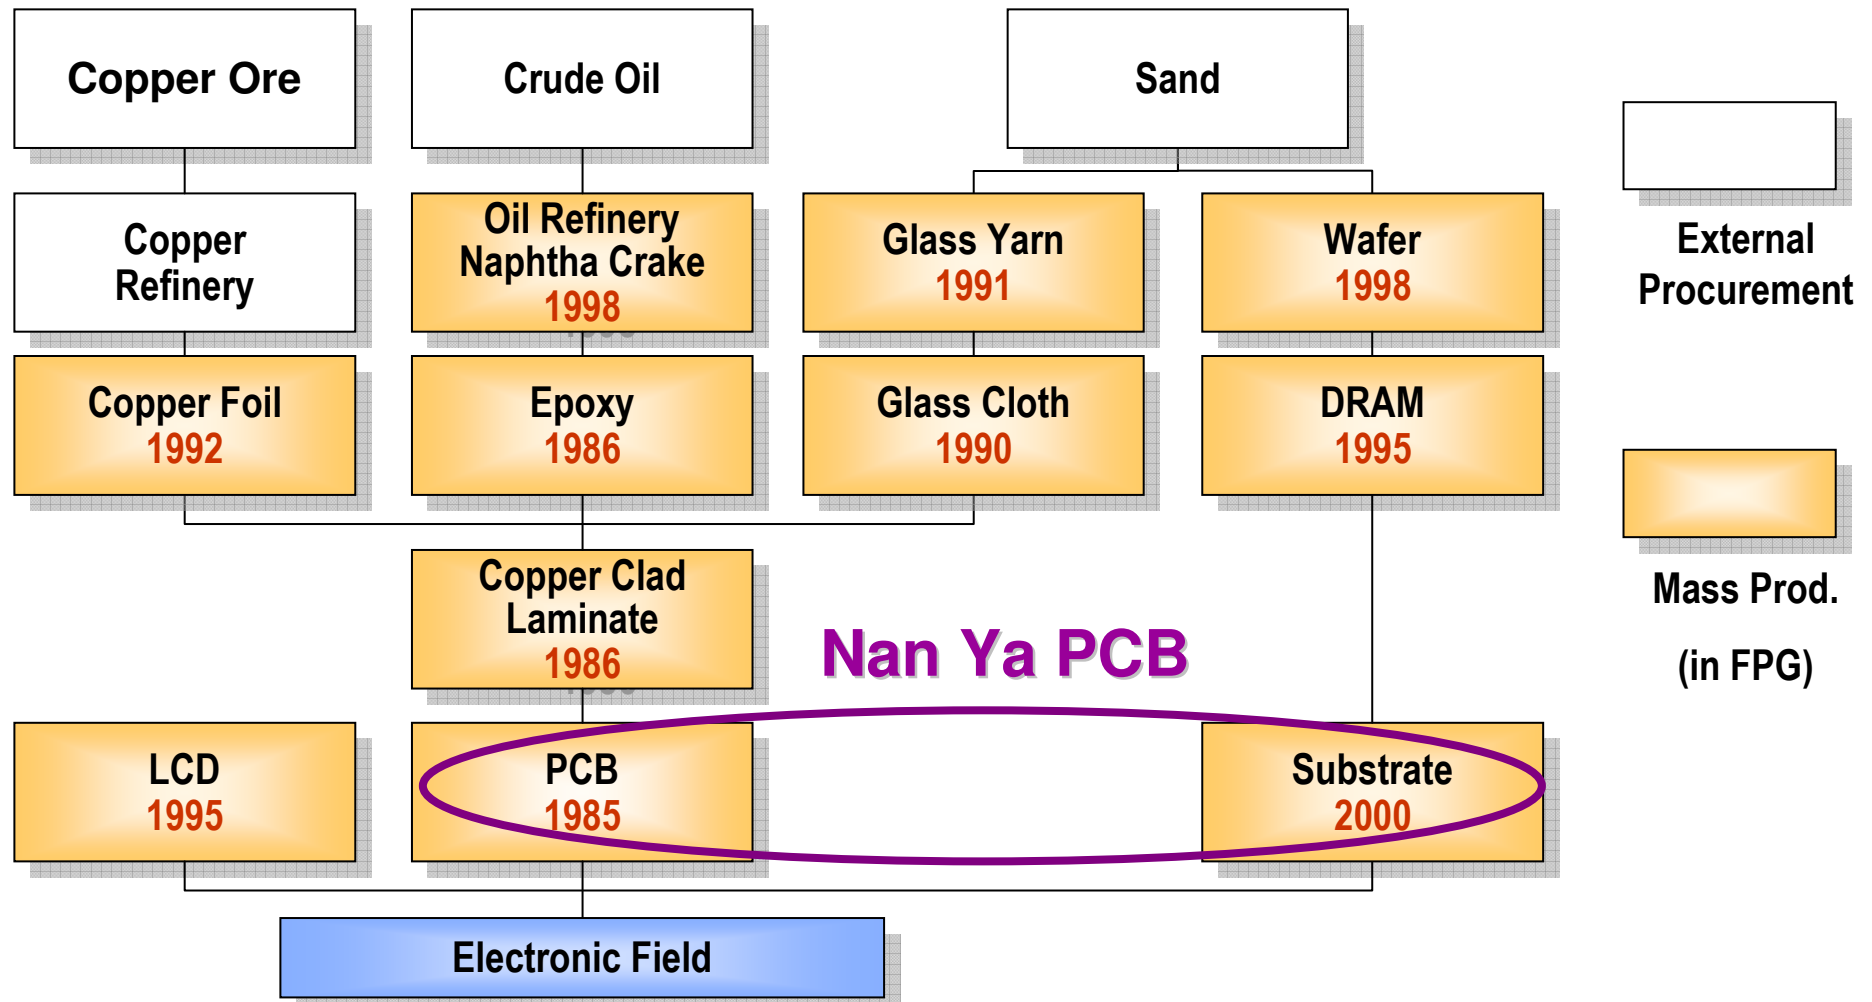 Copper Ore
Crude Oil
Sand
Copper
Refinery
Oil Refinery
Naphtha Crake
1998
Glass Yarn
1991
Wafer
1998
External
Procurement
Copper Foil
1992
Epoxy
1986
Glass Cloth
1990
DRAM
1995
Copper Clad
Laminate
1986
Nan Ya PCB
Mass Prod.
(in FPG)
LCD
1995
PCB
1985
Substrate
2000
Electronic Field